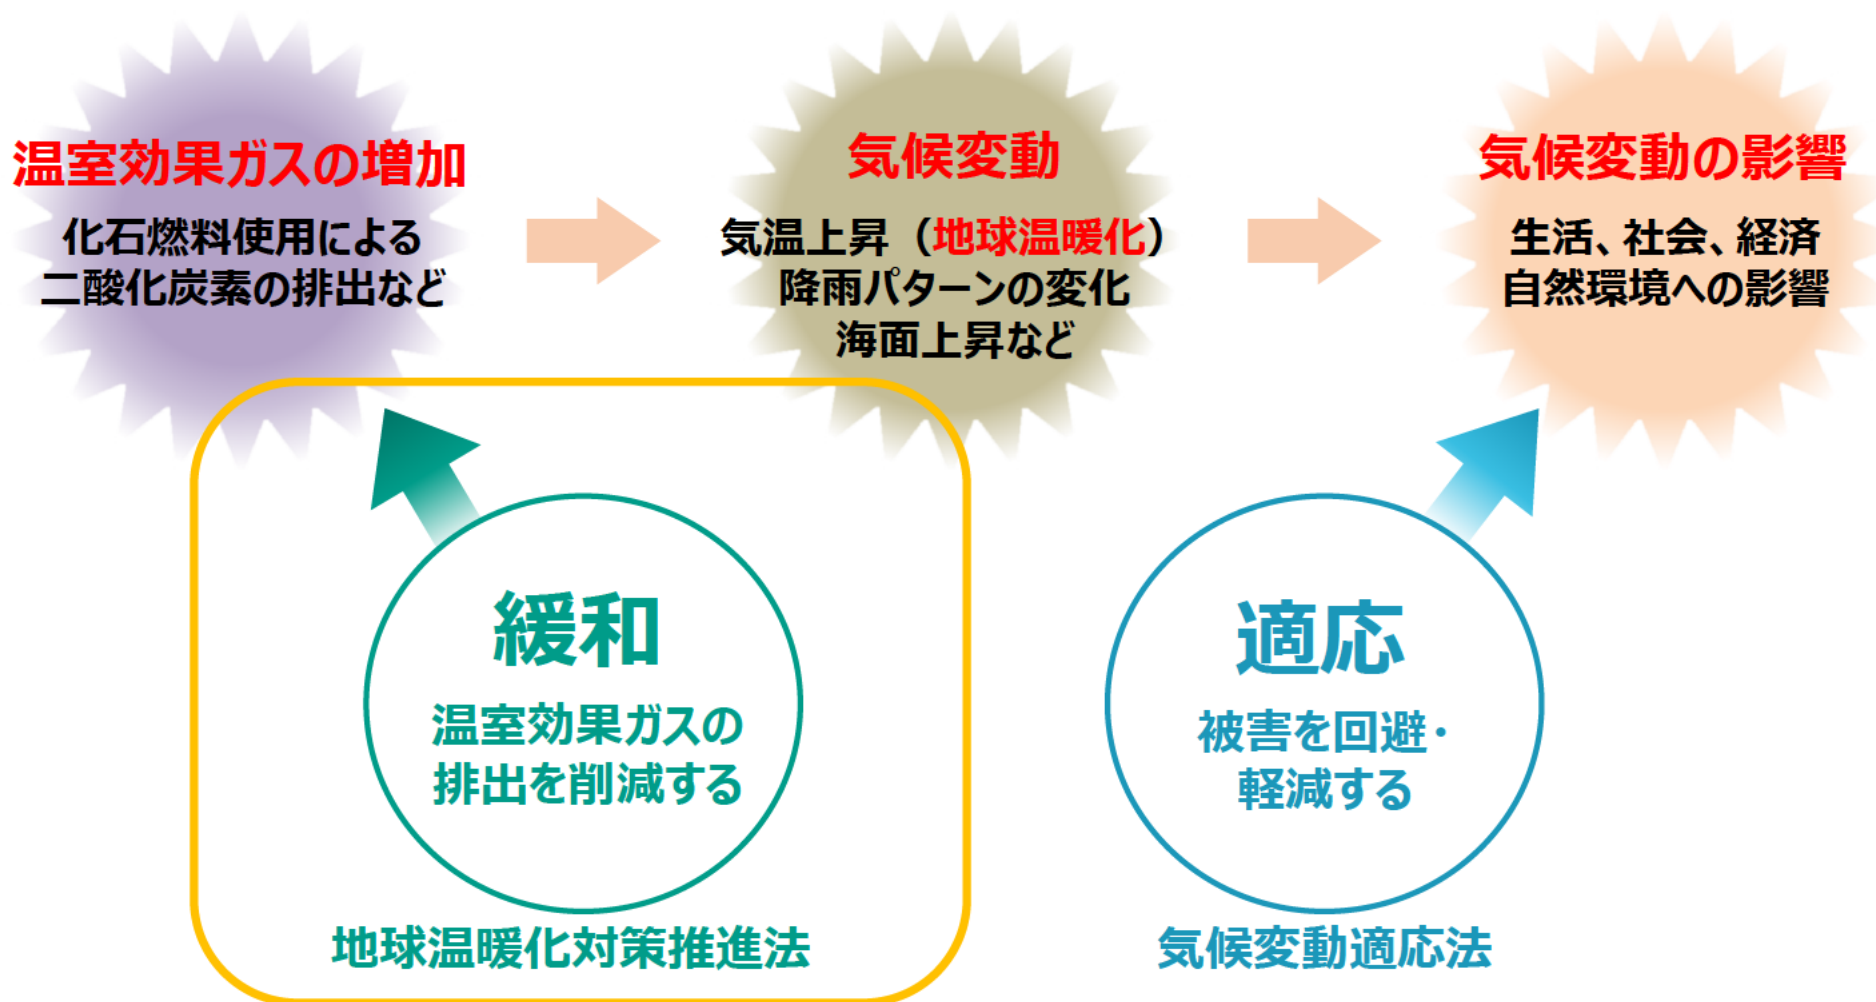 温室効果ガスの増加
化石燃料使用による
二酸化炭素の排出など
気候変動
気温上昇（地球温暖化）
降雨パターンの変化
海面上昇など
気候変動の影響
生活、社会、経済
自然環境への影響
緩和
温室効果ガスの
排出を削減する
地球温暖化対策推進法
適応
被害を回避・
軽減する
気候変動適応法